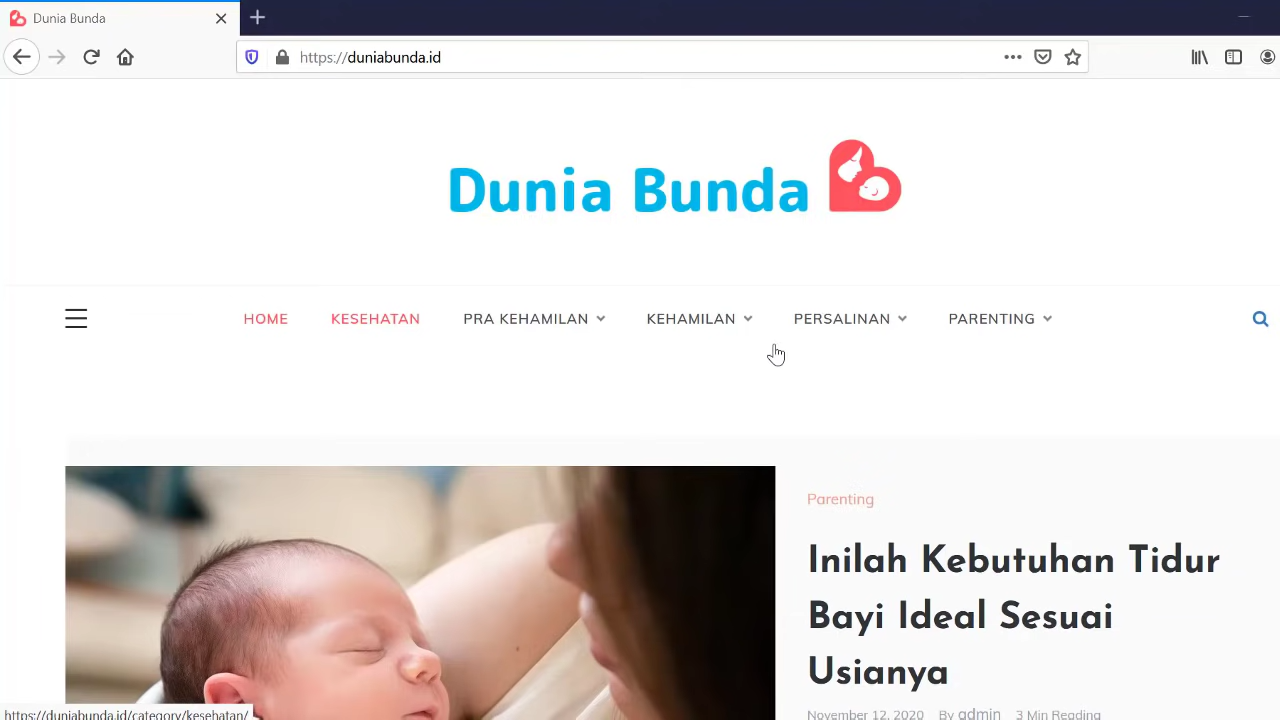 Dunia Bunda
https://duniabunda.id
Dunia Bunda
HOME KESEHATAN PRA KEHAMILAN KEHAMILAN PERSALINAN PARENTING
Parenting
Inilah Kebutuhan Tidur
Bayi Ideal Sesuai
Usianya
November 12, 2020 By admin 3 Min Reading
https://duniabunda.id/category/kesehatan/